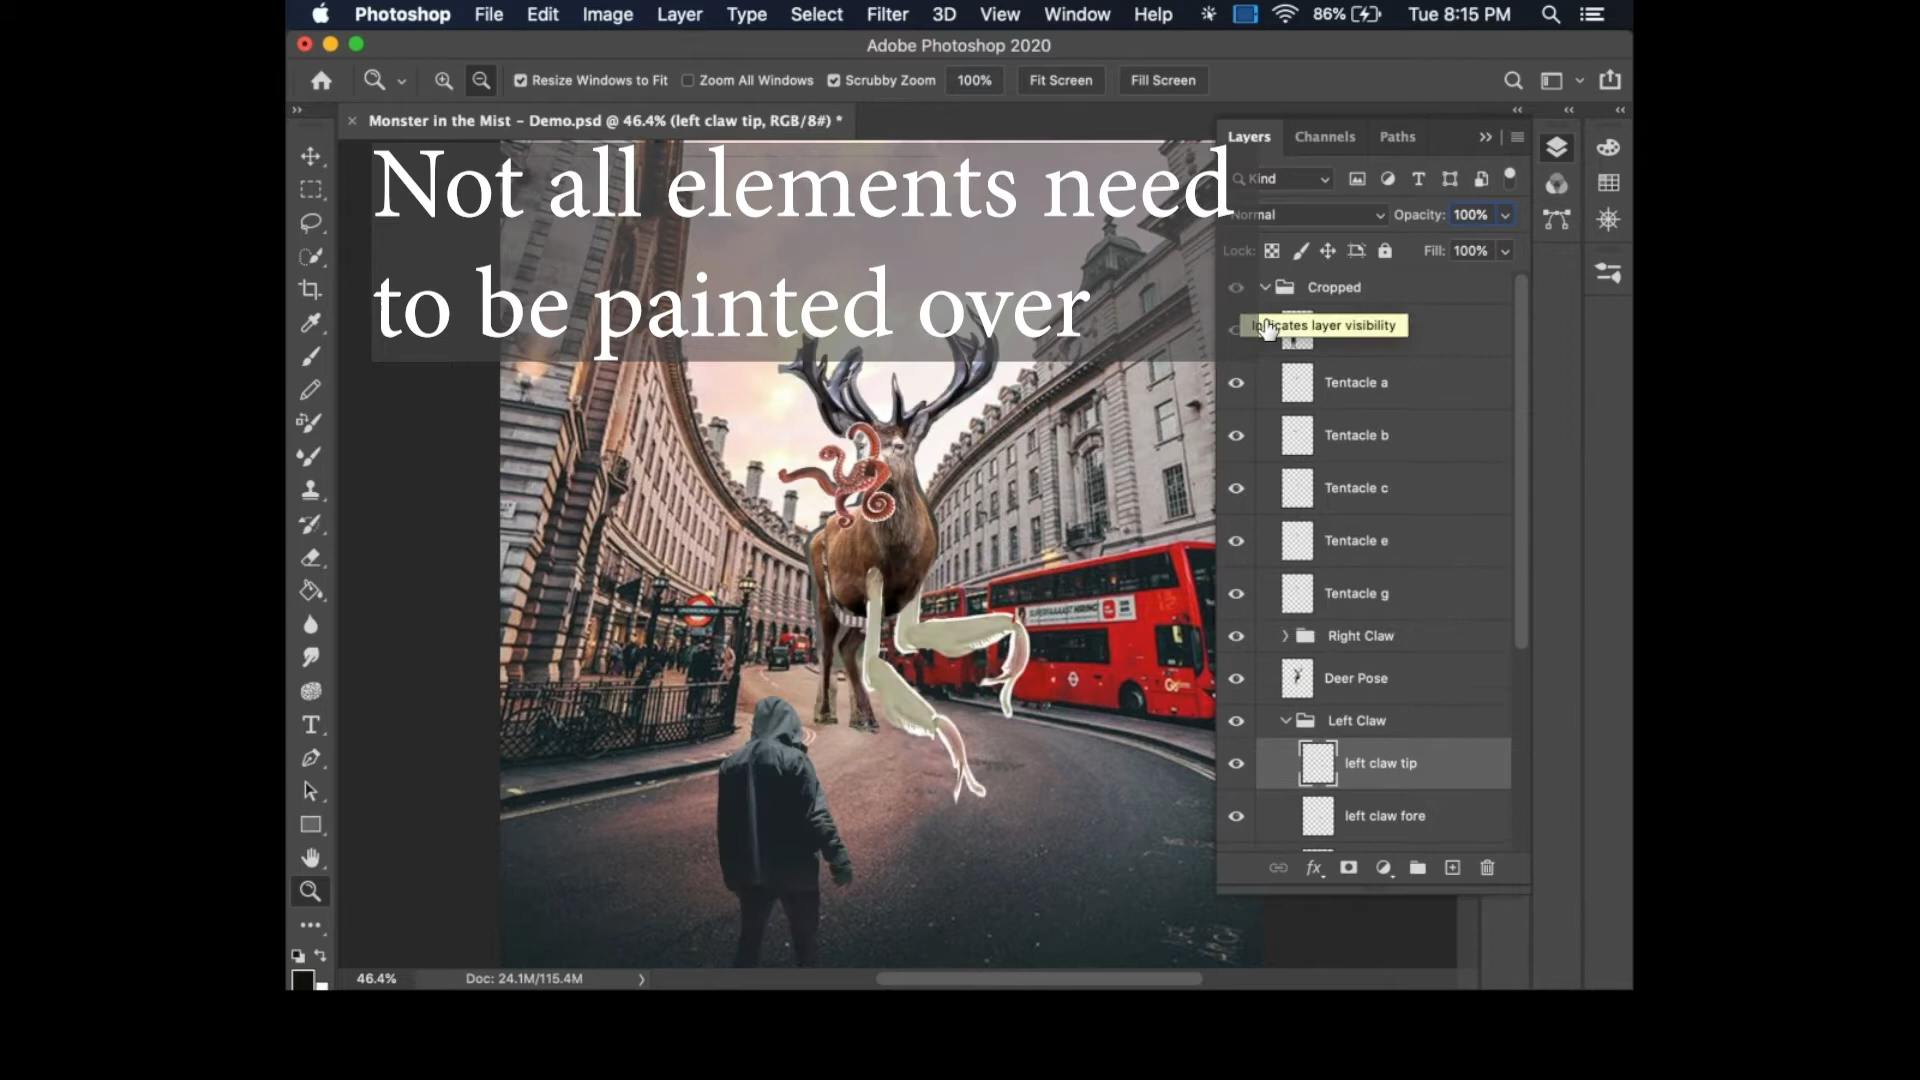 Photoshop File Edit Image Layer Type Select Filter 3D View Window Help 86% Tue 8:15 PM
Adobe Photoshop 2020
Resize Windows to Fit Zoom All Windows Scrubby Zoom 100% Fit Screen Fill Screen
× Monster in the Mist – Demo.psd @ 46.4% (left claw tip, RGB/8#) *
Not all elements need
to be painted over
Layers Channels Paths
Kind
Normal Opacity: 100%
Lock: Fill: 100%
Cropped
Indicates layer visibility
Tentacle a
Tentacle b
Tentacle c
Tentacle e
Tentacle g
Right Claw
Deer Pose
Left Claw
left claw tip
left claw fore
UNDERGROUND
46.4% Doc: 24.1M/115.4M